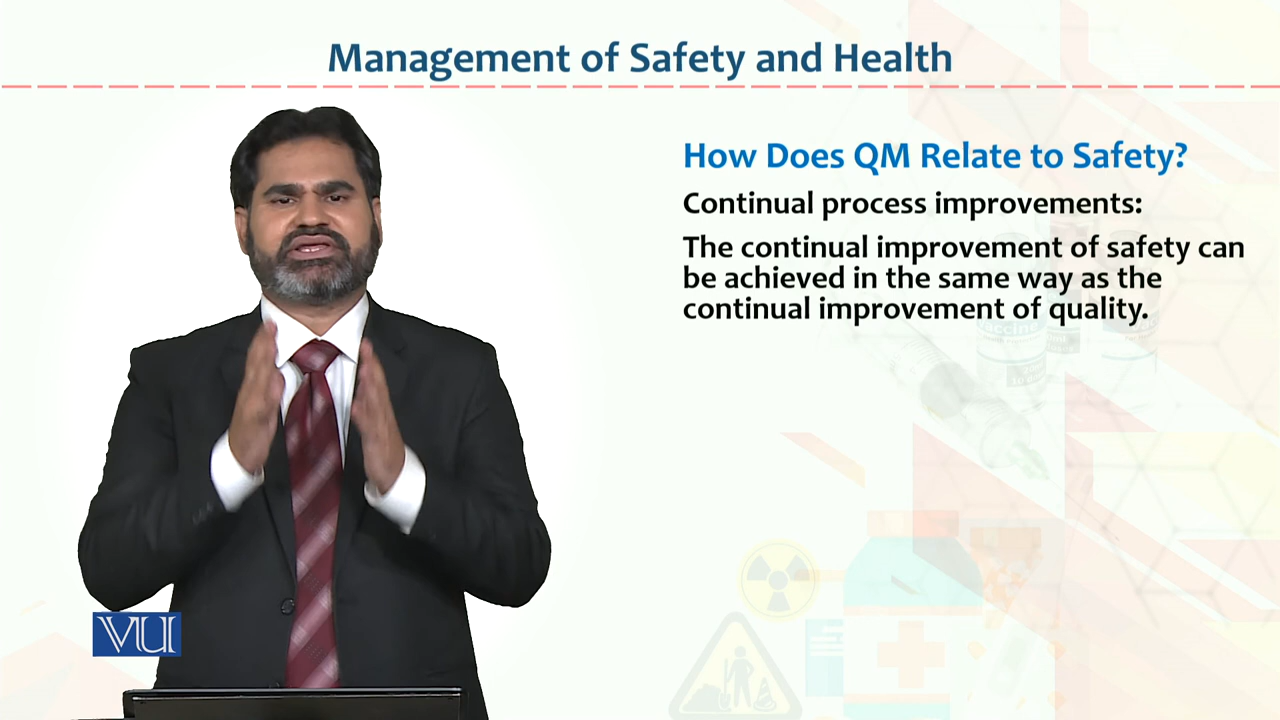 Management of Safety and Health
How Does QM Relate to Safety?
Continual process improvements:
The continual improvement of safety can
be achieved in the same way as the
continual improvement of quality.
vaccine
VU